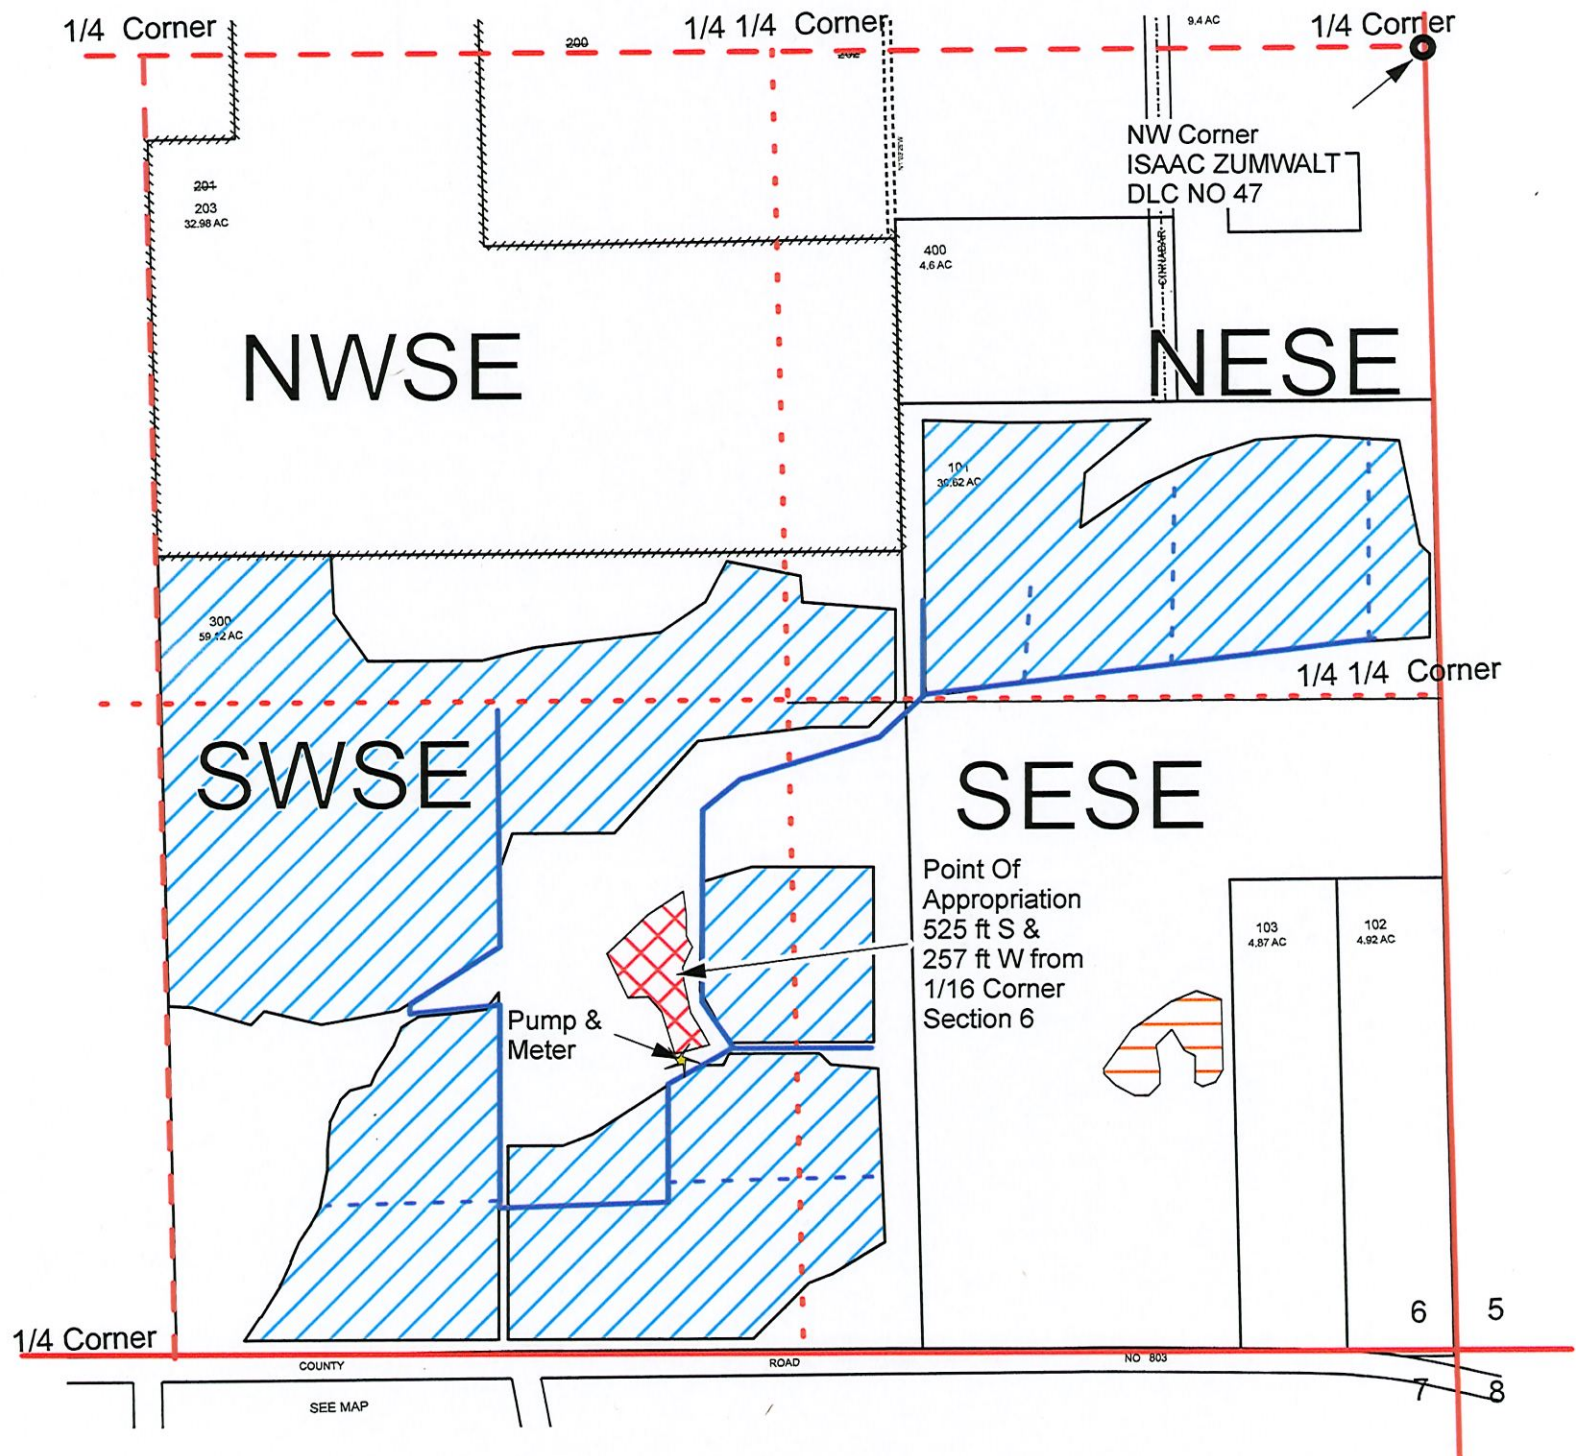 1/4 Corner
1/4 1/4 Corner
1/4 Corner
200
202
9.4 AC
NW Corner
ISAAC ZUMWALT
DLC NO 47
201
203
32.98 AC
400
4.6 AC
CINNABAR
NWSE
NESE
101
30.62 AC
300
59.12 AC
1/4 1/4 Corner
SWSE
SESE
Point Of
Appropriation
525 ft S &
257 ft W from
1/16 Corner
Section 6
103
4.87 AC
102
4.92 AC
Pump &
Meter
6
5
1/4 Corner
COUNTY
ROAD
NO 803
7
8
SEE MAP